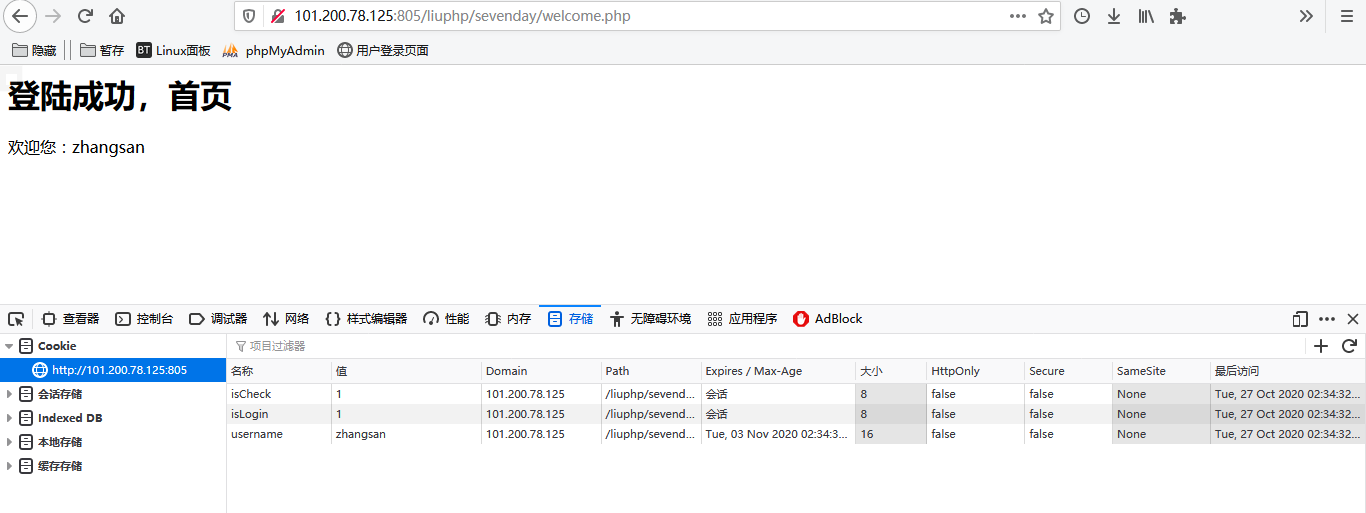 101.200.78.125:805/liuphp/sevenday/welcome.php
隐藏 暂存 BT Linux面板 phpMyAdmin 用户登录页面
登陆成功，首页
欢迎您：zhangsan
查看器 控制台 调试器 网络 样式编辑器 性能 内存 存储 无障碍环境 应用程序 AdBlock
Cookie 项目过滤器
http://101.200.78.125:805
会话存储
Indexed DB
本地存储
缓存存储
名称 值 Domain Path Expires / Max-Age 大小 HttpOnly Secure SameSite 最后访问
isCheck 1 101.200.78.125 /liuphp/sevend... 会话 8 false false None Tue, 27 Oct 2020 02:34:32...
isLogin 1 101.200.78.125 /liuphp/sevend... 会话 8 false false None Tue, 27 Oct 2020 02:34:32...
username zhangsan 101.200.78.125 /liuphp/sevend... Tue, 03 Nov 2020 02:34:3... 16 false false None Tue, 27 Oct 2020 02:34:32...